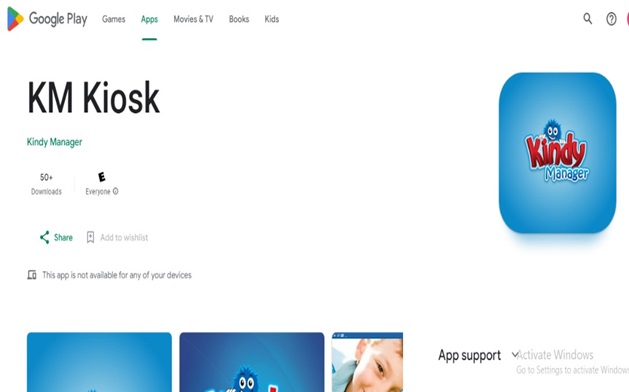 Google Play Games Apps Movies & TV Books Kids
KM Kiosk
Kindy Manager
50+
Downloads
E
Everyone
Share
Add to wishlist
This app is not available for any of your devices
Kindy
Manager
App support
Activate Windows
Go to Settings to activate Windows